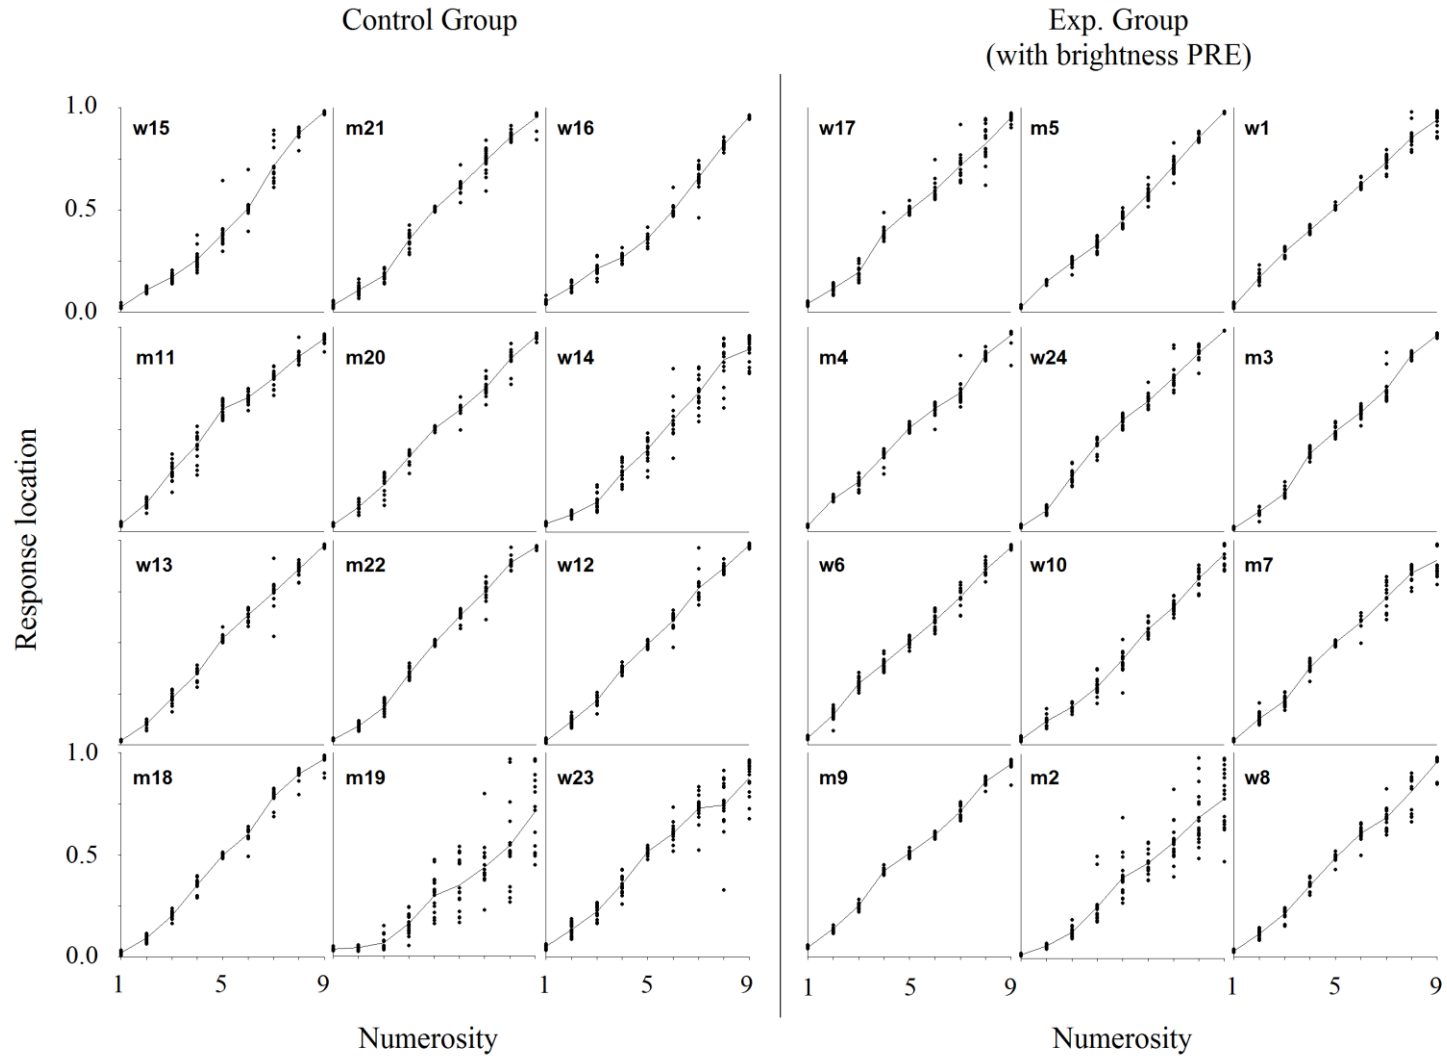 Control Group
Exp. Group
(with brightness PRE)
1.0
w15
m21
w16
w17
m5
w1
0.5
0.0
m11
m20
w14
m4
w24
m3
Response location
w13
m22
w12
w6
w10
m7
1.0
m18
m19
w23
m9
m2
w8
0.5
0.0
1 5 9 1 5 9 1 5 9 1 5 9
Numerosity
Numerosity